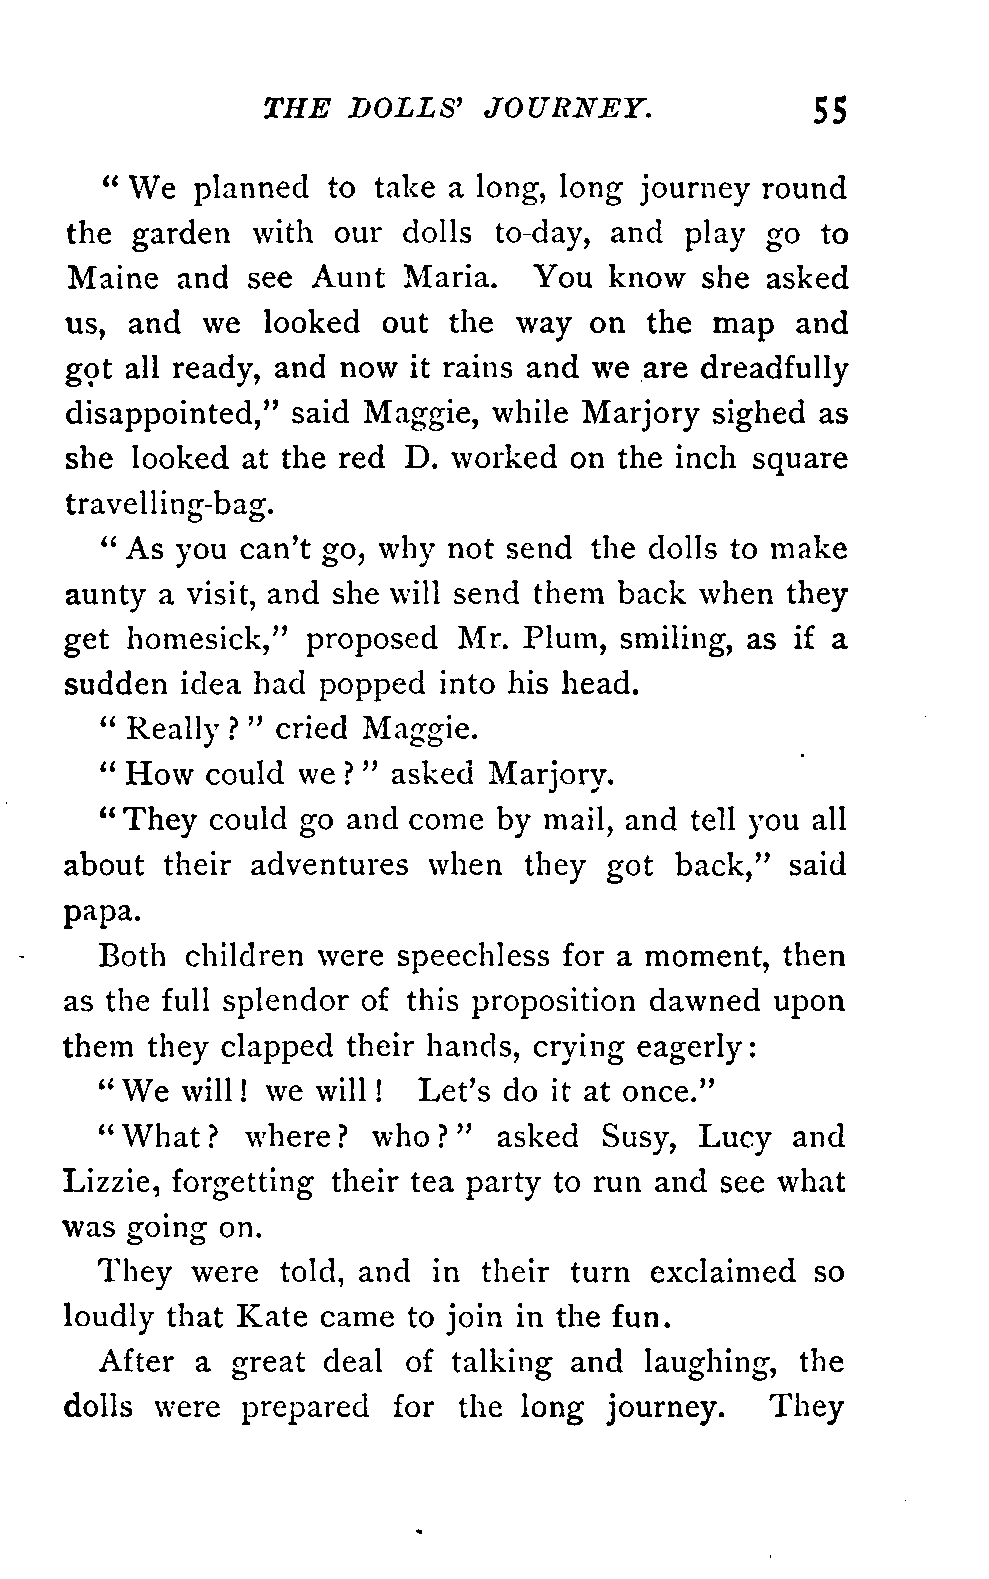 THE DOLLS' JOURNEY. 55
" We planned to take a long, long journey round
the garden with our dolls to-day, and play go to
Maine and see Aunt Maria. You know she asked
us, and we looked out the way on the map and
got all ready, and now it rains and we are dreadfully
disappointed," said Maggie, while Marjory sighed as
she looked at the red D. worked on the inch square
travelling-bag.
" As you can't go, why not send the dolls to make
aunty a visit, and she will send them back when they
get homesick," proposed Mr. Plum, smiling, as if a
sudden idea had popped into his head.
" Really ? " cried Maggie.
" How could we ? " asked Marjory.
" They could go and come by mail, and tell you all
about their adventures when they got back," said
papa.
Both children were speechless for a moment, then
as the full splendor of this proposition dawned upon
them they clapped their hands, crying eagerly :
" We will ! we will ! Let's do it at once."
" What ? where ? who ? " asked Susy, Lucy and
Lizzie, forgetting their tea party to run and see what
was going on.
They were told, and in their turn exclaimed so
loudly that Kate came to join in the fun.
After a great deal of talking and laughing, the
dolls were prepared for the long journey. They